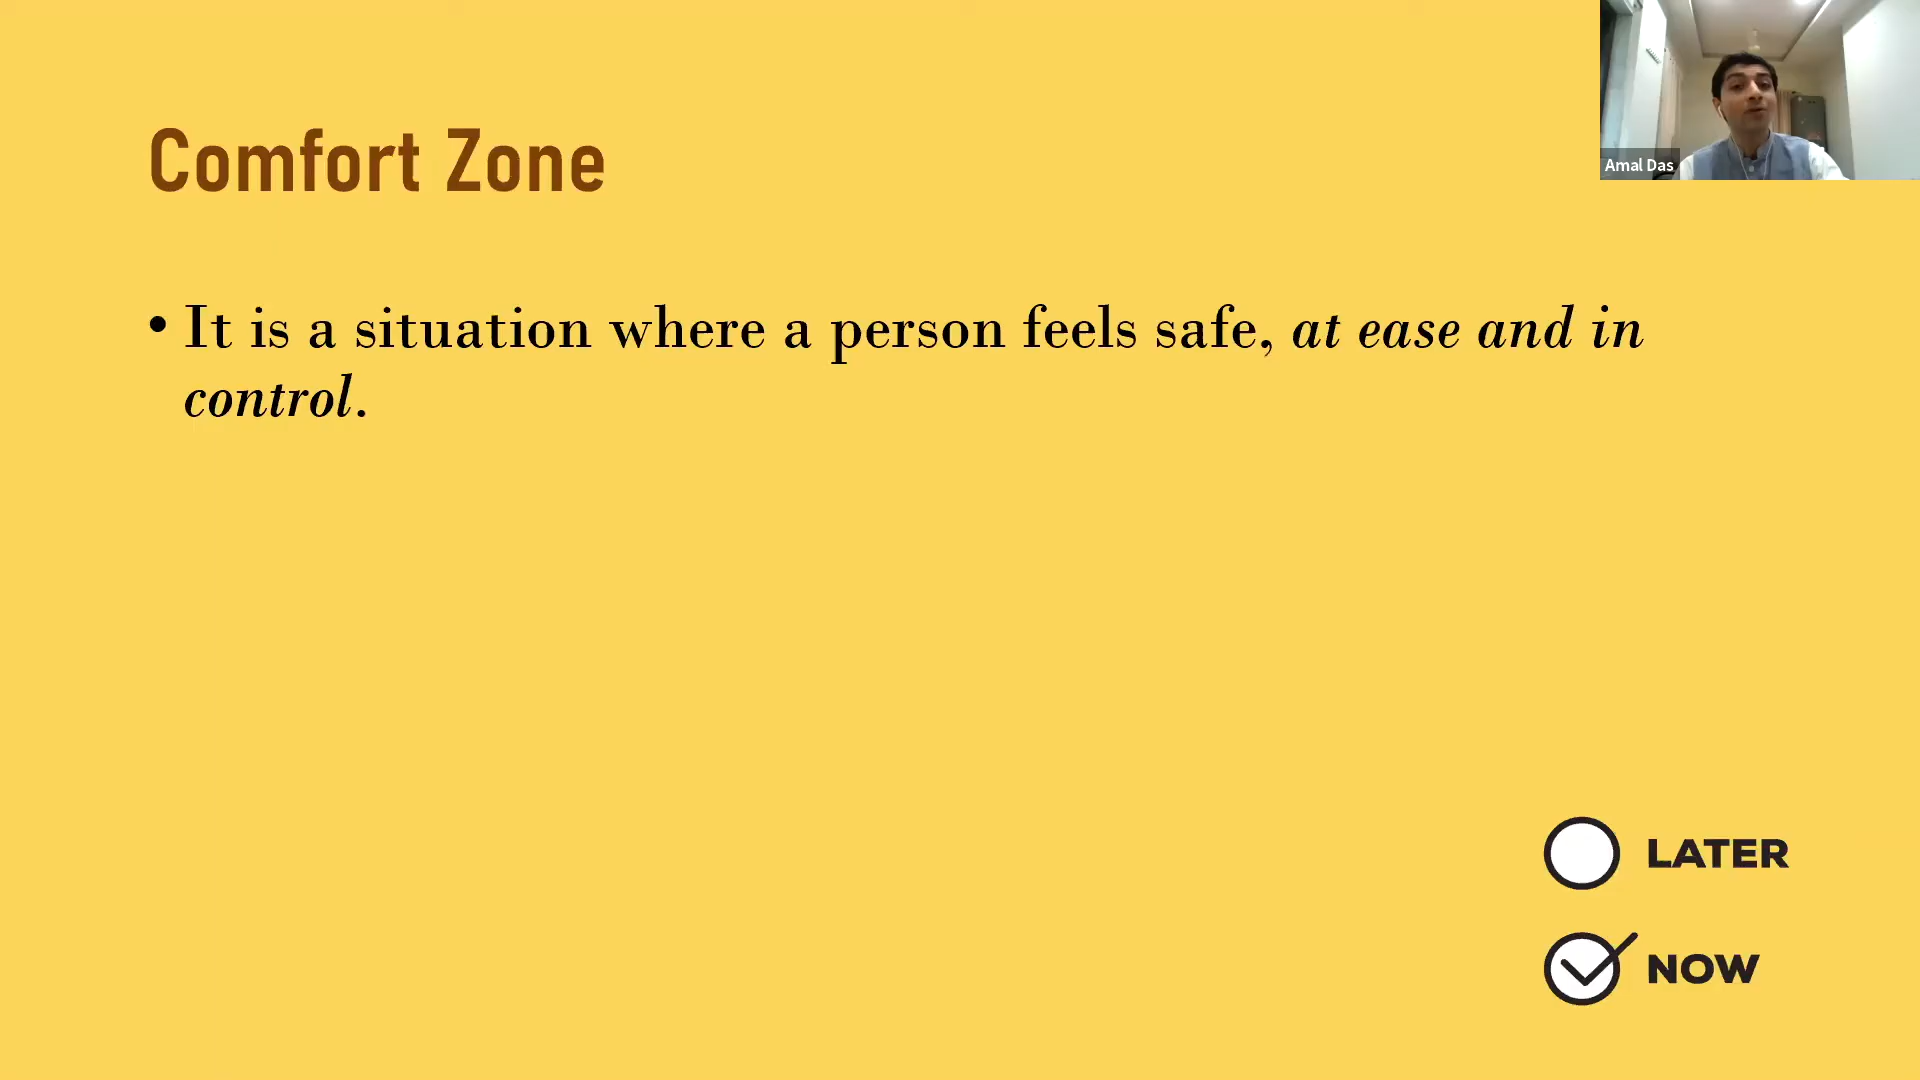 Amal Das
Comfort Zone
• It is a situation where a person feels safe, at ease and in
control.
LATER
NOW